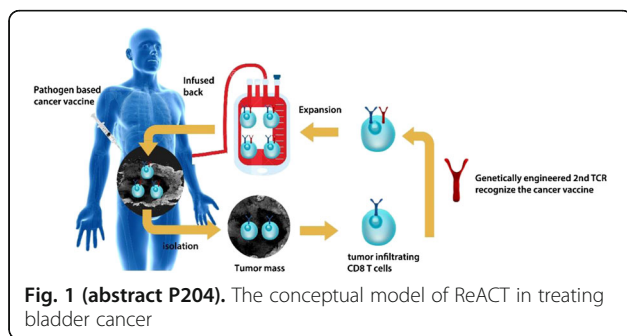 Pathogen based
cancer vaccine
Infused
back
Expansion
Genetically engineered 2nd TCR
recognize the cancer vaccine
isolation
Tumor mass
tumor infiltrating
CD8 T cells
Fig. 1 (abstract P204). The conceptual model of ReACT in treating
bladder cancer